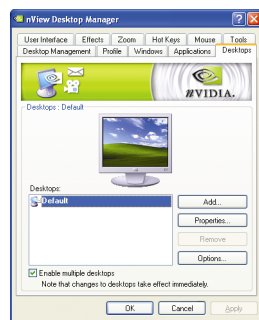 nView Desktop Manager
User Interface Effects Zoom Hot Keys Mouse Tools
Desktop Management Profile Windows Applications Desktops
NVIDIA.
Desktops : Default
Desktops:
Default
Add...
Properties...
Remove
Options...
Enable multiple desktops
Note that changes to desktops take effect immediately.
OK Cancel Apply